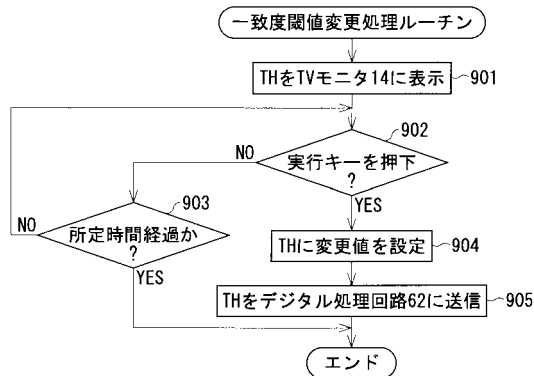 一致度閾値変更処理ルーチン
THをTVモニタ14に表示
901
902
NO
実行キーを押下
?
903
YES
NO
所定時間経過か
?
THに変更値を設定
904
YES
THをデジタル処理回路62に送信
905
エンド